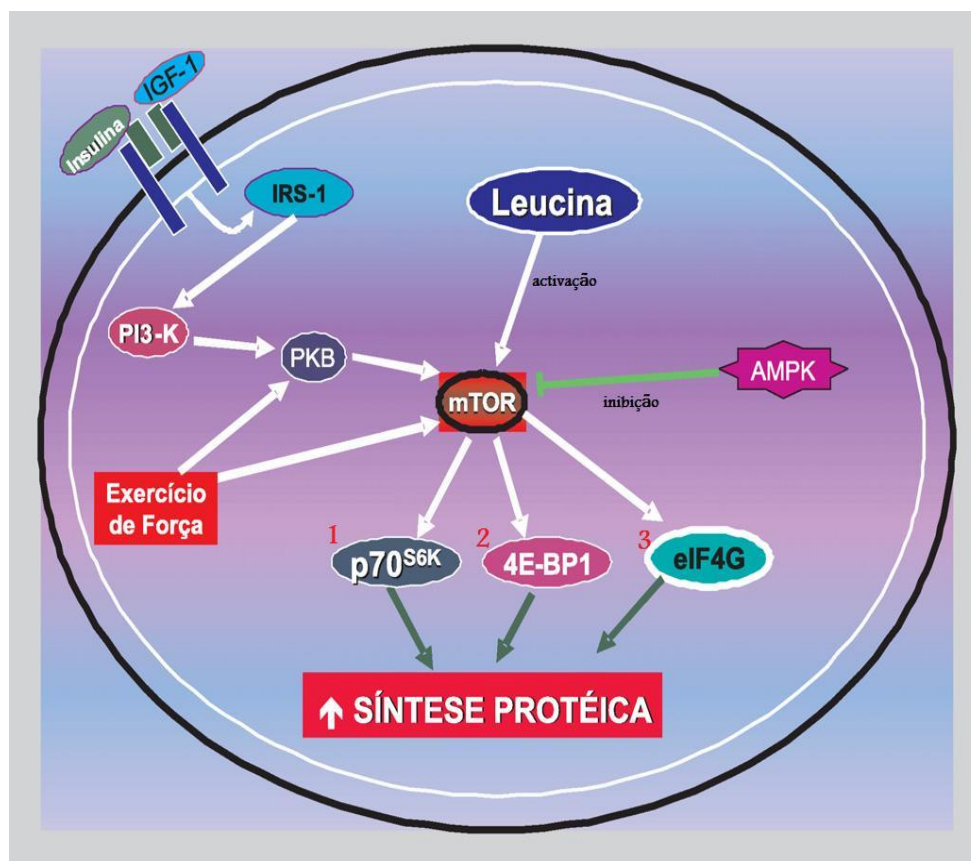 IGF-1
Insulina
IRS-1
Leucina
activação
PI3-K
PKB
AMPK
mTOR
inibição
Exercício
de Força
1
p70S6K
2
4E-BP1
3
eIF4G
↑ SÍNTESE PROTÉICA